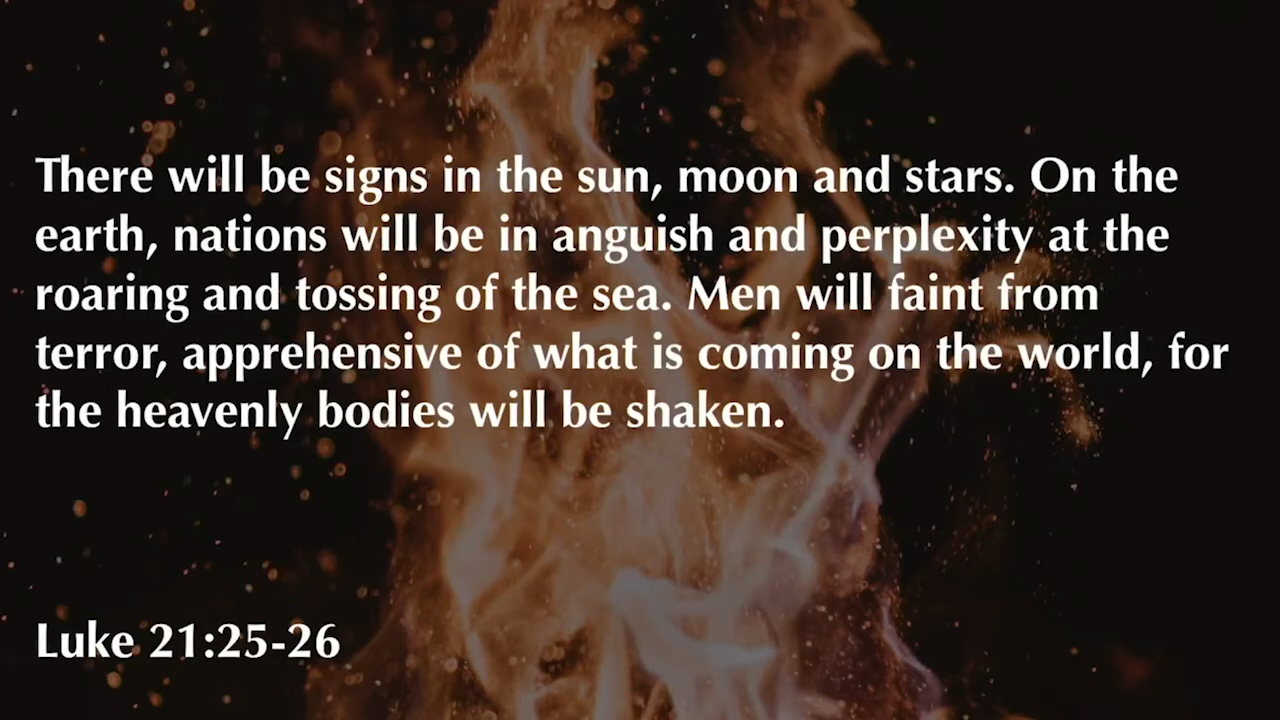 There will be signs in the sun, moon and stars. On the
earth, nations will be in anguish and perplexity at the
roaring and tossing of the sea. Men will faint from
terror, apprehensive of what is coming on the world, for
the heavenly bodies will be shaken.
Luke 21:25-26